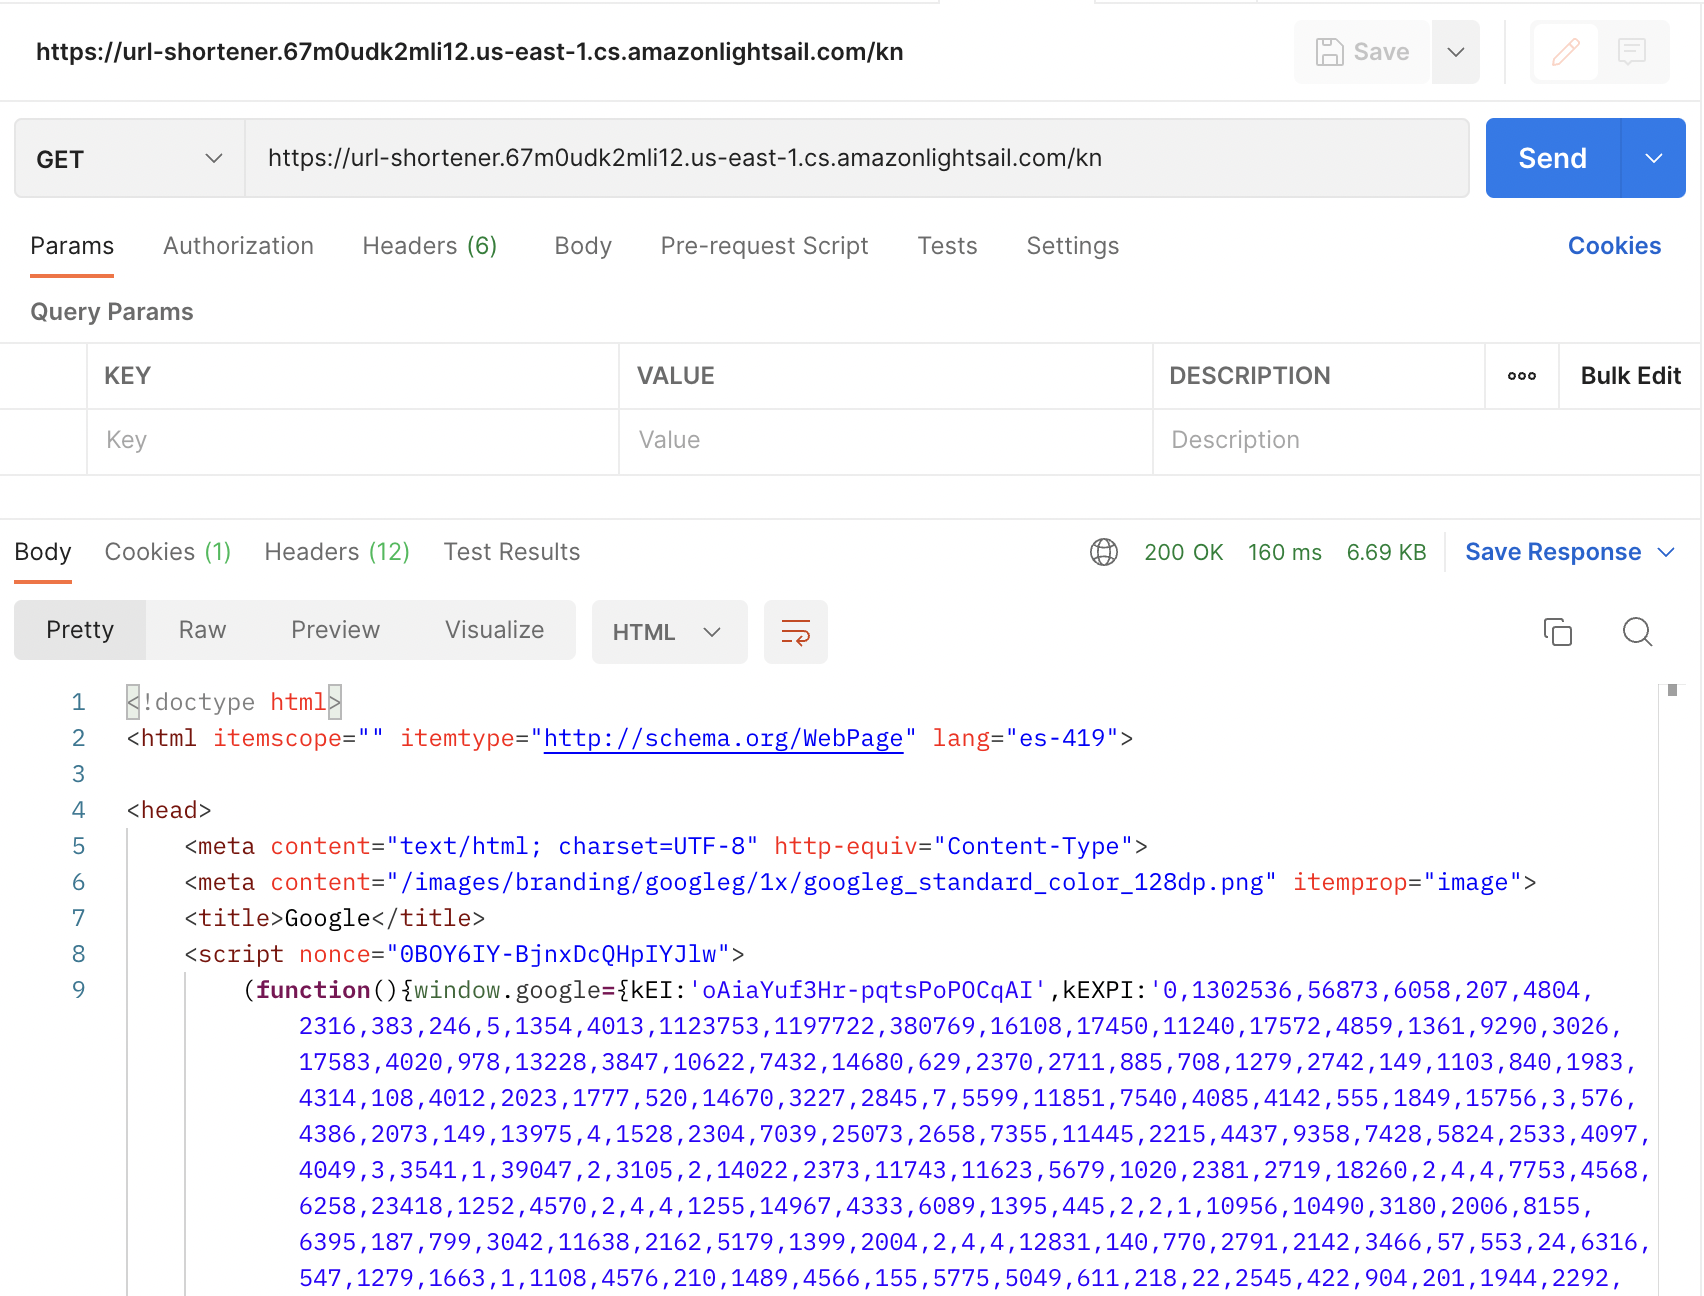 https://url-shortener.67m0udk2mli12.us-east-1.cs.amazonlightsail.com/kn Save
GET https://url-shortener.67m0udk2mli12.us-east-1.cs.amazonlightsail.com/kn Send
Params Authorization Headers (6) Body Pre-request Script Tests Settings Cookies
Query Params
KEY VALUE DESCRIPTION Bulk Edit
Key Value Description
Body Cookies (1) Headers (12) Test Results 200 OK 160 ms 6.69 KB Save Response
Pretty Raw Preview Visualize HTML
1 <!doctype html>
2 <html itemscope="" itemtype="http://schema.org/WebPage" lang="es-419">
3
4 <head>
5 <meta content="text/html; charset=UTF-8" http-equiv="Content-Type">
6 <meta content="/images/branding/googleg/1x/googleg_standard_color_128dp.png" itemprop="image">
7 <title>Google</title>
8 <script nonce="0BOY6IY-BjnxDcQHpIYJlw">
9 (function(){window.google={kEI:'oAiaYuf3Hr-pqtsPoPOCqAI',kEXPI:'0,1302536,56873,6058,207,4804,
2316,383,246,5,1354,4013,1123753,1197722,380769,16108,17450,11240,17572,4859,1361,9290,3026,
17583,4020,978,13228,3847,10622,7432,14680,629,2370,2711,885,708,1279,2742,149,1103,840,1983,
4314,108,4012,2023,1777,520,14670,3227,2845,7,5599,11851,7540,4085,4142,555,1849,15756,3,576,
4386,2073,149,13975,4,1528,2304,7039,25073,2658,7355,11445,2215,4437,9358,7428,5824,2533,4097,
4049,3,3541,1,39047,2,3105,2,14022,2373,11743,11623,5679,1020,2381,2719,18260,2,4,4,7753,4568,
6258,23418,1252,4570,2,4,4,1255,14967,4333,6089,1395,445,2,2,1,10956,10490,3180,2006,8155,
6395,187,799,3042,11638,2162,5179,1399,2004,2,4,4,12831,140,770,2791,2142,3466,57,553,24,6316,
547,1279,1663,1,1108,4576,210,1489,4566,155,5775,5049,611,218,22,2545,422,904,201,1944,2292,